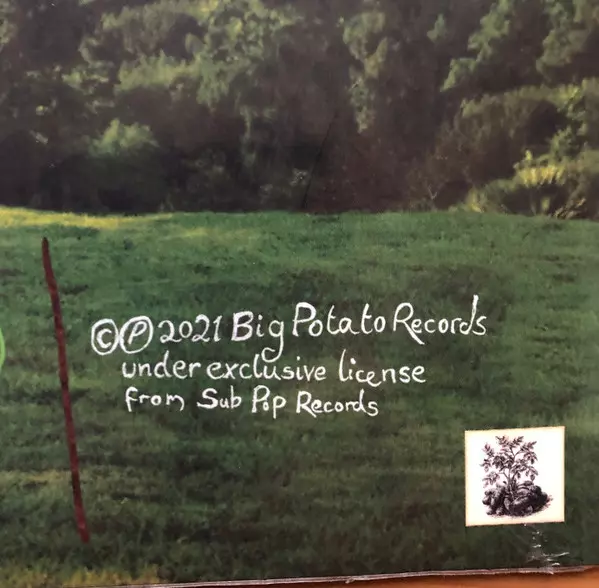 ©℗ 2021 Big Potato Records
under exclusive license
from Sub Pop Records